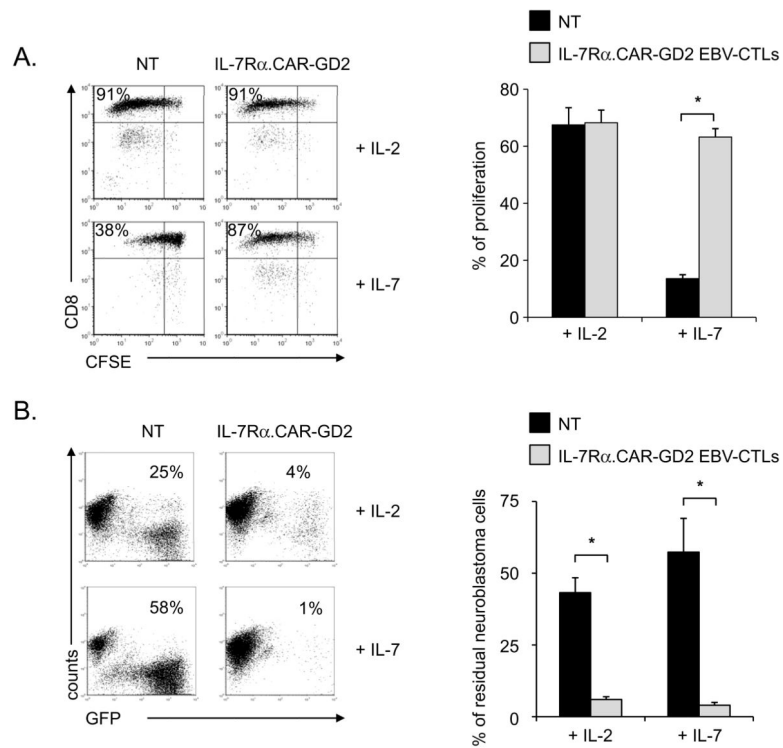 A.
NT
IL-7Rα.CAR-GD2
91%
91%
+ IL-2
38%
87%
+ IL-7
CD8
CFSE
NT
IL-7Rα.CAR-GD2 EBV-CTLs
% of proliferation
80
60
40
20
0
*
+ IL-2
+ IL-7
B.
NT
IL-7Rα.CAR-GD2
25%
4%
+ IL-2
58%
1%
+ IL-7
counts
GFP
NT
IL-7Rα.CAR-GD2 EBV-CTLs
% of residual neuroblastoma cells
75
50
25
0
*
*
+ IL-2
+ IL-7